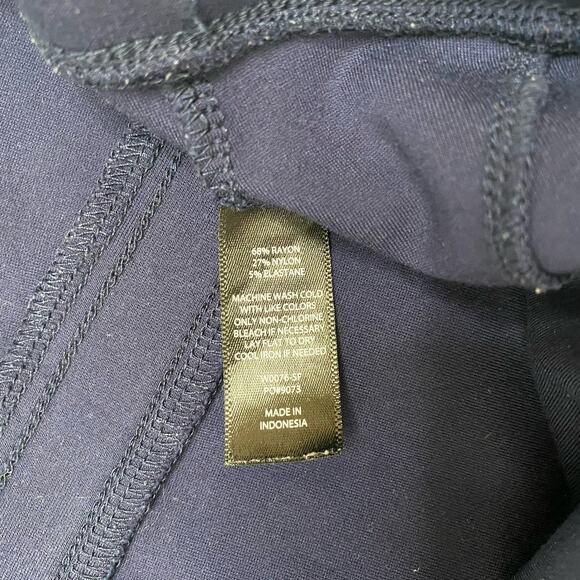 68% RAYON
27% NYLON
5% ELASTANE
MACHINE WASH COLD
WITH LIKE COLORS
ONLY NON-CHLORINE
BLEACH IF NECESSARY
LAY FLAT TO DRY
COOL IRON IF NEEDED
W0076-SF
PO#9073
MADE IN
INDONESIA